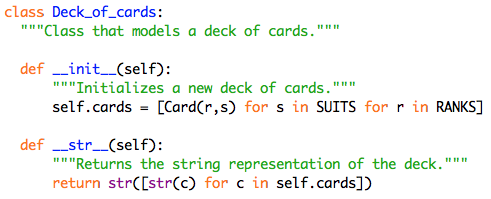 class Deck_of_cards:
  """Class that models a deck of cards."""

  def __init__(self):
      """Initializes a new deck of cards."""
      self.cards = [Card(r,s) for s in SUITS for r in RANKS]

  def __str__(self):
      """Returns the string representation of the deck."""
      return str([str(c) for c in self.cards])